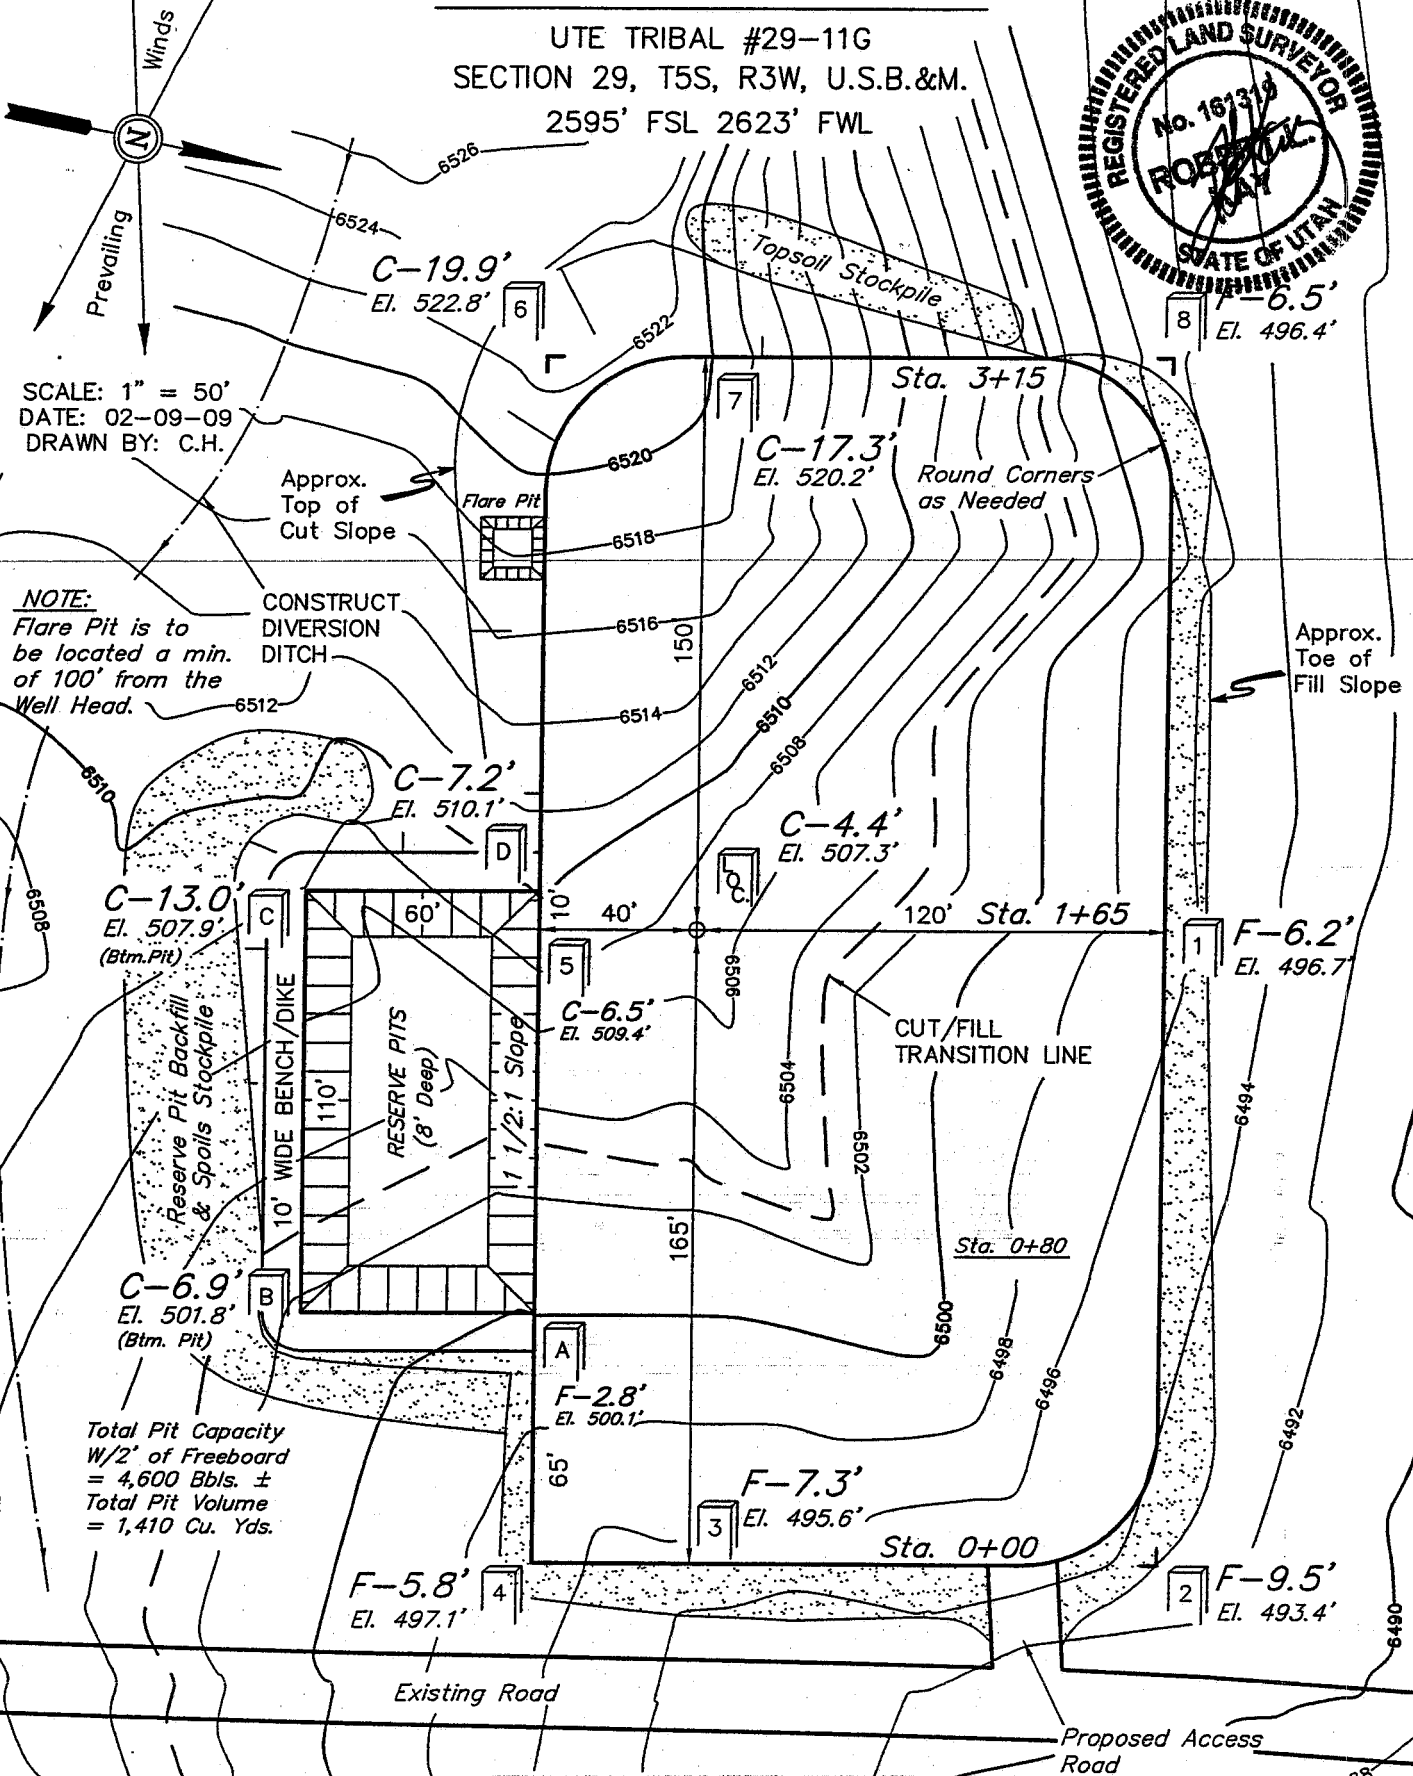 UTE TRIBAL #29-11G
SECTION 29, T5S, R3W, U.S.B.&M.
2595' FSL 2623' FWL
REGISTERED LAND SURVEYOR
No. 161319
KAY
STATE OF UTAH
Winds
N
Prevailing
SCALE: 1" = 50'
DATE: 02-09-09
DRAWN BY: C.H.
6526
6524
C-19.9'
El. 522.8'
6
6522
Topsoil Stockpile
8
F-6.5'
El. 496.4'
Sta. 3+15
7
C-17.3'
El. 520.2'
Round Corners
as Needed
6520
Approx.
Top of
Cut Slope
Flare Pit
6518
NOTE:
Flare Pit is to
be located a min.
of 100' from the
Well Head.
CONSTRUCT
DIVERSION
DITCH
6516
150'
6512
6512
6510
6514
6508
Approx.
Toe of
Fill Slope
6510
C-7.2'
El. 510.1'
D
C-4.4'
El. 507.3'
LOC.
6508
C-13.0'
El. 507.9'
(Btm.Pit)
C
60'
10'
40'
120'
Sta. 1+65
1
F-6.2'
El. 496.7'
5
C-6.5'
El. 509.4'
6506
CUT/FILL
TRANSITION LINE
Reserve Pit Backfill
& Spoils Stockpile
10' WIDE BENCH/DIKE
110'
RESERVE PITS
(8' Deep)
1 1/2:1 Slope
6504
6502
6494
165'
Sta. 0+80
C-6.9'
El. 501.8'
(Btm. Pit)
B
A
F-2.8'
El. 500.1'
6500
6498
6496
6492
Total Pit Capacity
W/2' of Freeboard
= 4,600 Bbls. ±
Total Pit Volume
= 1,410 Cu. Yds.
65'
3
F-7.3'
El. 495.6'
Sta. 0+00
F-5.8'
El. 497.1'
4
2
F-9.5'
El. 493.4'
6490
Existing Road
Proposed Access
Road